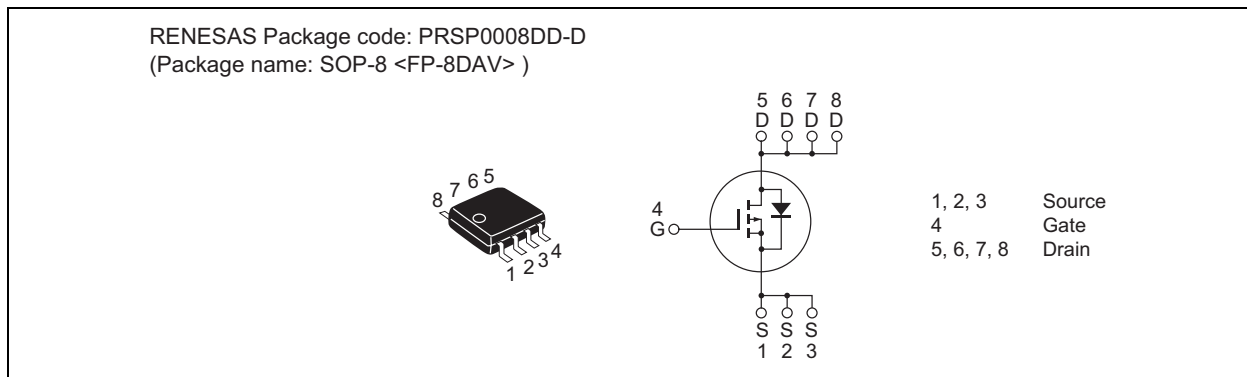 RENESAS Package code: PRSP0008DD-D
(Package name: SOP-8 <FP-8DAV> )
5 6 7 8
D D D D
8 7 6 5
1 2 3 4
4
G
S S S
1 2 3
1, 2, 3 Source
4 Gate
5, 6, 7, 8 Drain